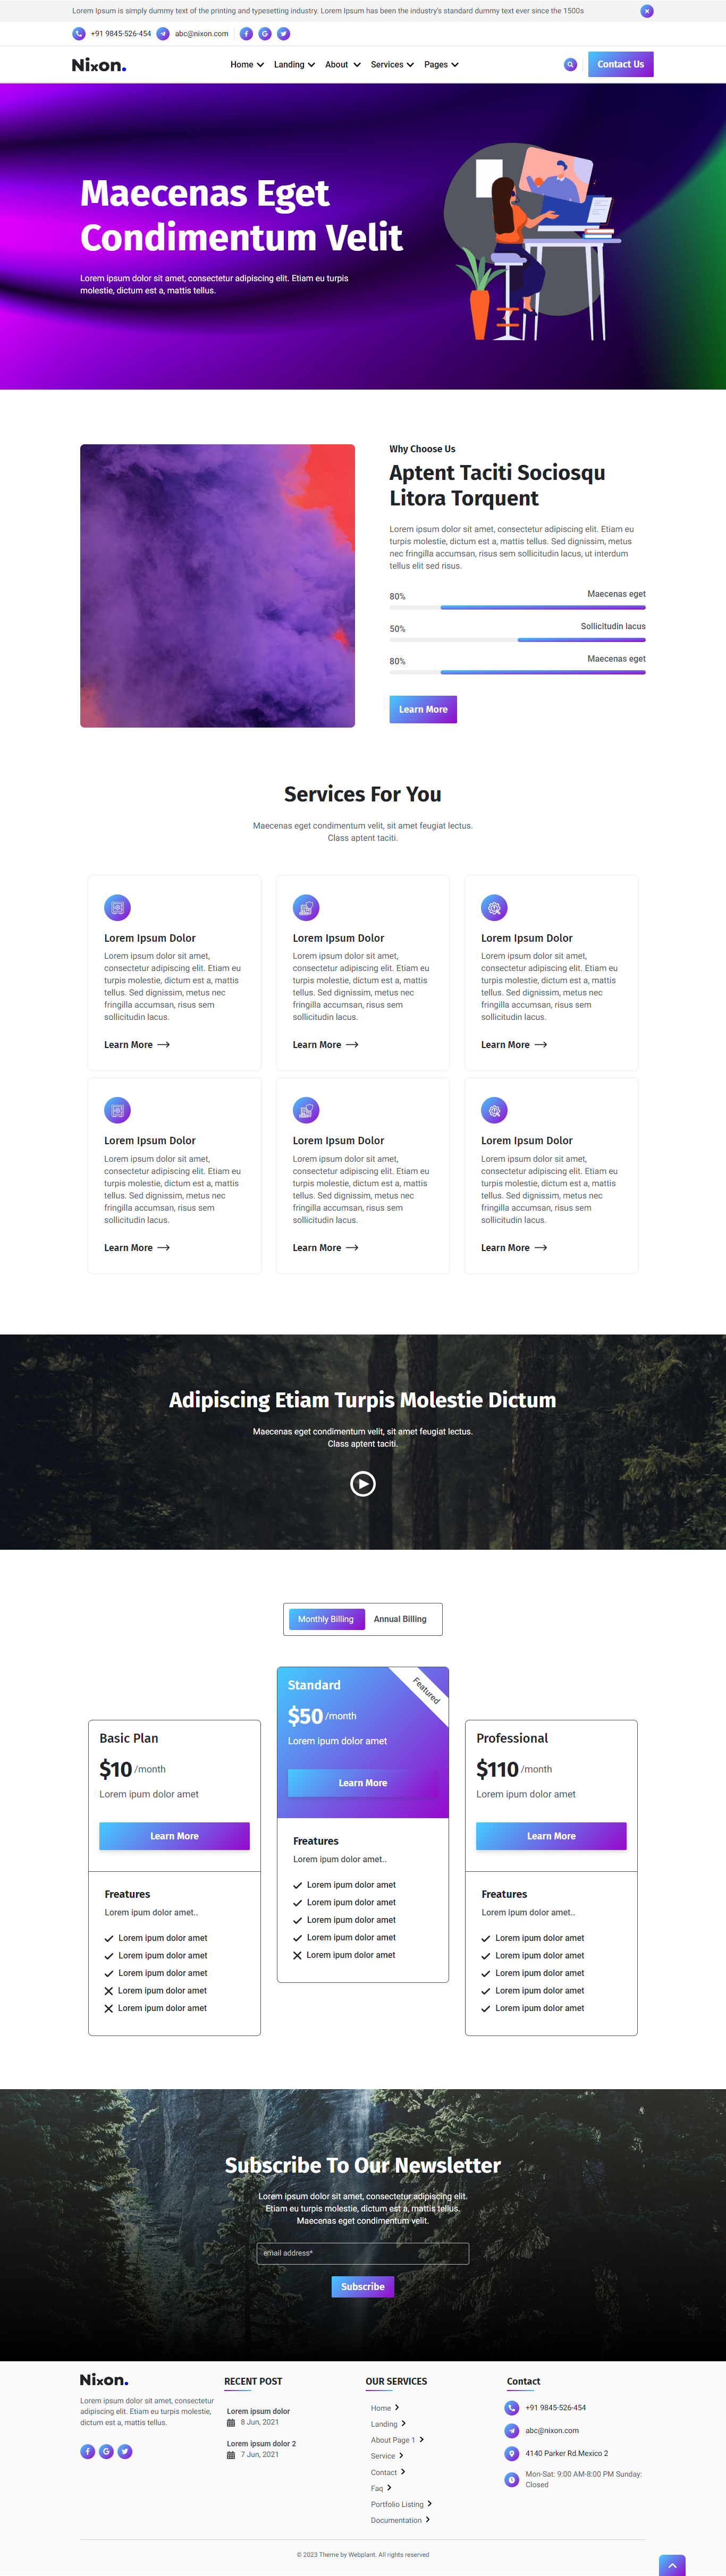 Lorem Ipsum is simply dummy text of the printing and typesetting industry. Lorem Ipsum has been the industry's standard dummy text ever since the 1500s
+91 9845-526-454
abc@nixon.com
Nixon.
Home
Landing
About
Services
Pages
Contact Us
Maecenas Eget
Condimentum Velit
Lorem ipsum dolor sit amet, consectetur adipiscing elit. Etiam eu turpis
molestie, dictum est a, mattis tellus.
Why Choose Us
Aptent Taciti Sociosqu
Litora Torquent
Lorem ipsum dolor sit amet, consectetur adipiscing elit. Etiam eu
turpis molestie, dictum est a, mattis tellus. Sed dignissim, metus
nec fringilla accumsan, risus sem sollicitudin lacus, ut interdum
tellus elit sed risus.
80%
Maecenas eget
50%
Sollicitudin lacus
80%
Maecenas eget
Learn More
Services For You
Maecenas eget condimentum velit, sit amet feugiat lectus.
Class aptent taciti.
Lorem Ipsum Dolor
Lorem ipsum dolor sit amet,
consectetur adipiscing elit. Etiam eu
turpis molestie, dictum est a, mattis
tellus. Sed dignissim, metus nec
fringilla accumsan, risus sem
sollicitudin lacus.
Learn More
Lorem Ipsum Dolor
Lorem ipsum dolor sit amet,
consectetur adipiscing elit. Etiam eu
turpis molestie, dictum est a, mattis
tellus. Sed dignissim, metus nec
fringilla accumsan, risus sem
sollicitudin lacus.
Learn More
Lorem Ipsum Dolor
Lorem ipsum dolor sit amet,
consectetur adipiscing elit. Etiam eu
turpis molestie, dictum est a, mattis
tellus. Sed dignissim, metus nec
fringilla accumsan, risus sem
sollicitudin lacus.
Learn More
Lorem Ipsum Dolor
Lorem ipsum dolor sit amet,
consectetur adipiscing elit. Etiam eu
turpis molestie, dictum est a, mattis
tellus. Sed dignissim, metus nec
fringilla accumsan, risus sem
sollicitudin lacus.
Learn More
Lorem Ipsum Dolor
Lorem ipsum dolor sit amet,
consectetur adipiscing elit. Etiam eu
turpis molestie, dictum est a, mattis
tellus. Sed dignissim, metus nec
fringilla accumsan, risus sem
sollicitudin lacus.
Learn More
Lorem Ipsum Dolor
Lorem ipsum dolor sit amet,
consectetur adipiscing elit. Etiam eu
turpis molestie, dictum est a, mattis
tellus. Sed dignissim, metus nec
fringilla accumsan, risus sem
sollicitudin lacus.
Learn More
Adipiscing Etiam Turpis Molestie Dictum
Maecenas eget condimentum velit, sit amet feugiat lectus.
Class aptent taciti.
Monthly Billing
Annual Billing
Basic Plan
$10 /month
Lorem ipum dolor amet
Learn More
Freatures
Lorem ipum dolor amet..
Lorem ipum dolor amet
Lorem ipum dolor amet
Lorem ipum dolor amet
Lorem ipum dolor amet
Lorem ipum dolor amet
Standard
Featured
$50 /month
Lorem ipum dolor amet
Learn More
Freatures
Lorem ipum dolor amet..
Lorem ipum dolor amet
Lorem ipum dolor amet
Lorem ipum dolor amet
Lorem ipum dolor amet
Lorem ipum dolor amet
Professional
$110 /month
Lorem ipum dolor amet
Learn More
Freatures
Lorem ipum dolor amet..
Lorem ipum dolor amet
Lorem ipum dolor amet
Lorem ipum dolor amet
Lorem ipum dolor amet
Lorem ipum dolor amet
Subscribe To Our Newsletter
Lorem ipsum dolor sit amet, consectetur adipiscing elit.
Etiam eu turpis molestie, dictum est a, mattis tellus.
Maecenas eget condimentum velit.
email address*
Subscribe
Nixon.
Lorem ipsum dolor sit amet, consectetur
adipiscing elit. Etiam eu turpis molestie,
dictum est a, mattis tellus.
RECENT POST
Lorem ipsum dolor
8 Jun, 2021
Lorem ipsum dolor 2
7 Jun, 2021
OUR SERVICES
Home
Landing
About Page 1
Service
Contact
Faq
Portfolio Listing
Documentation
Contact
+91 9845-526-454
abc@nixon.com
4140 Parker Rd.Mexico 2
Mon-Sat: 9:00 AM-8:00 PM Sunday:
Closed
© 2023 Theme by Webplant. All rights reserved